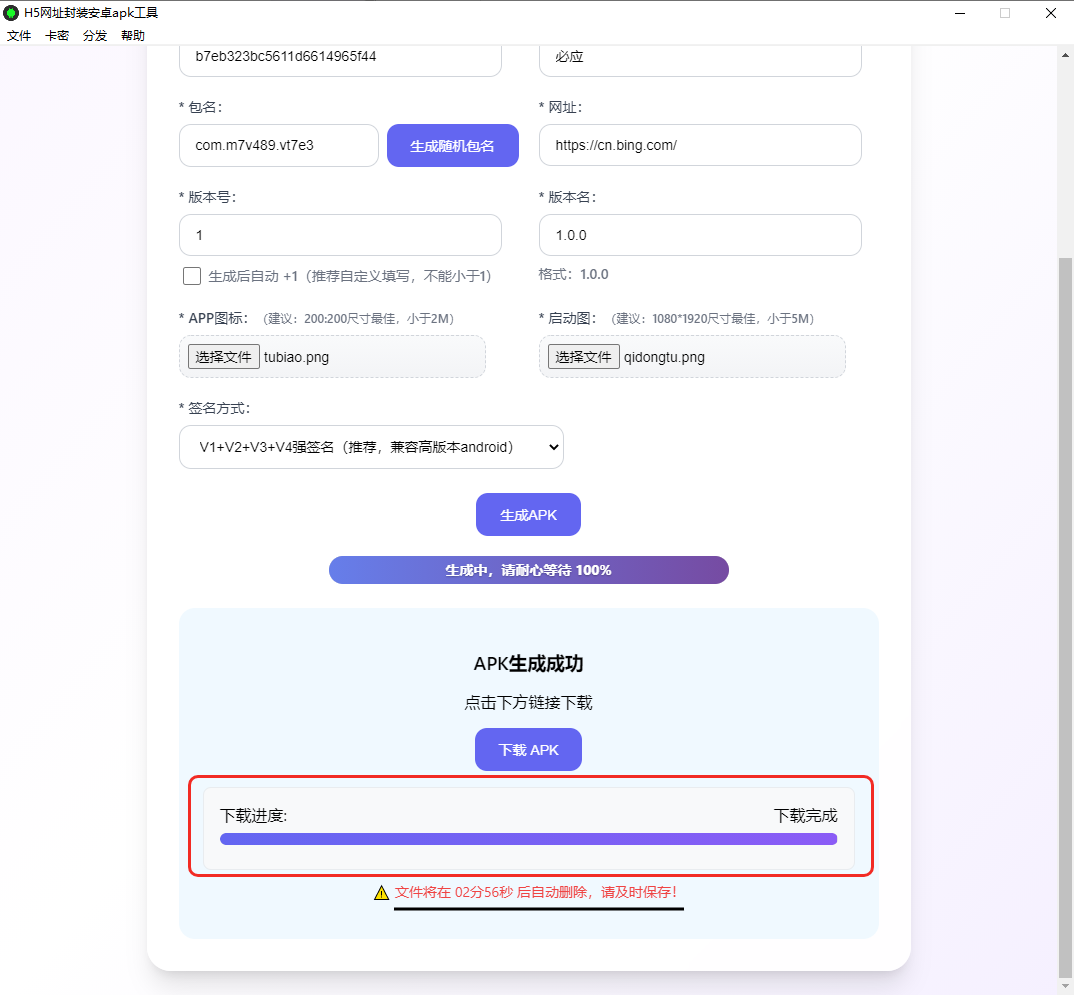 H5网址封装安卓apk工具
文件 卡密 分发 帮助
b7eb323bc5611d6614965f44 必应
* 包名： * 网址：
com.m7v489.vt7e3 生成随机包名 https://cn.bing.com/
* 版本号： * 版本名：
1 1.0.0
生成后自动 +1（推荐自定义填写，不能小于1） 格式：1.0.0
* APP图标：（建议：200:200尺寸最佳，小于2M） * 启动图：（建议：1080*1920尺寸最佳，小于5M）
选择文件 tubiao.png 选择文件 qidongtu.png
* 签名方式：
V1+V2+V3+V4强签名（推荐，兼容高版本android）
生成APK
生成中，请耐心等待 100%
APK生成成功
点击下方链接下载
下载 APK
下载进度: 下载完成
文件将在 02分56秒 后自动删除，请及时保存！